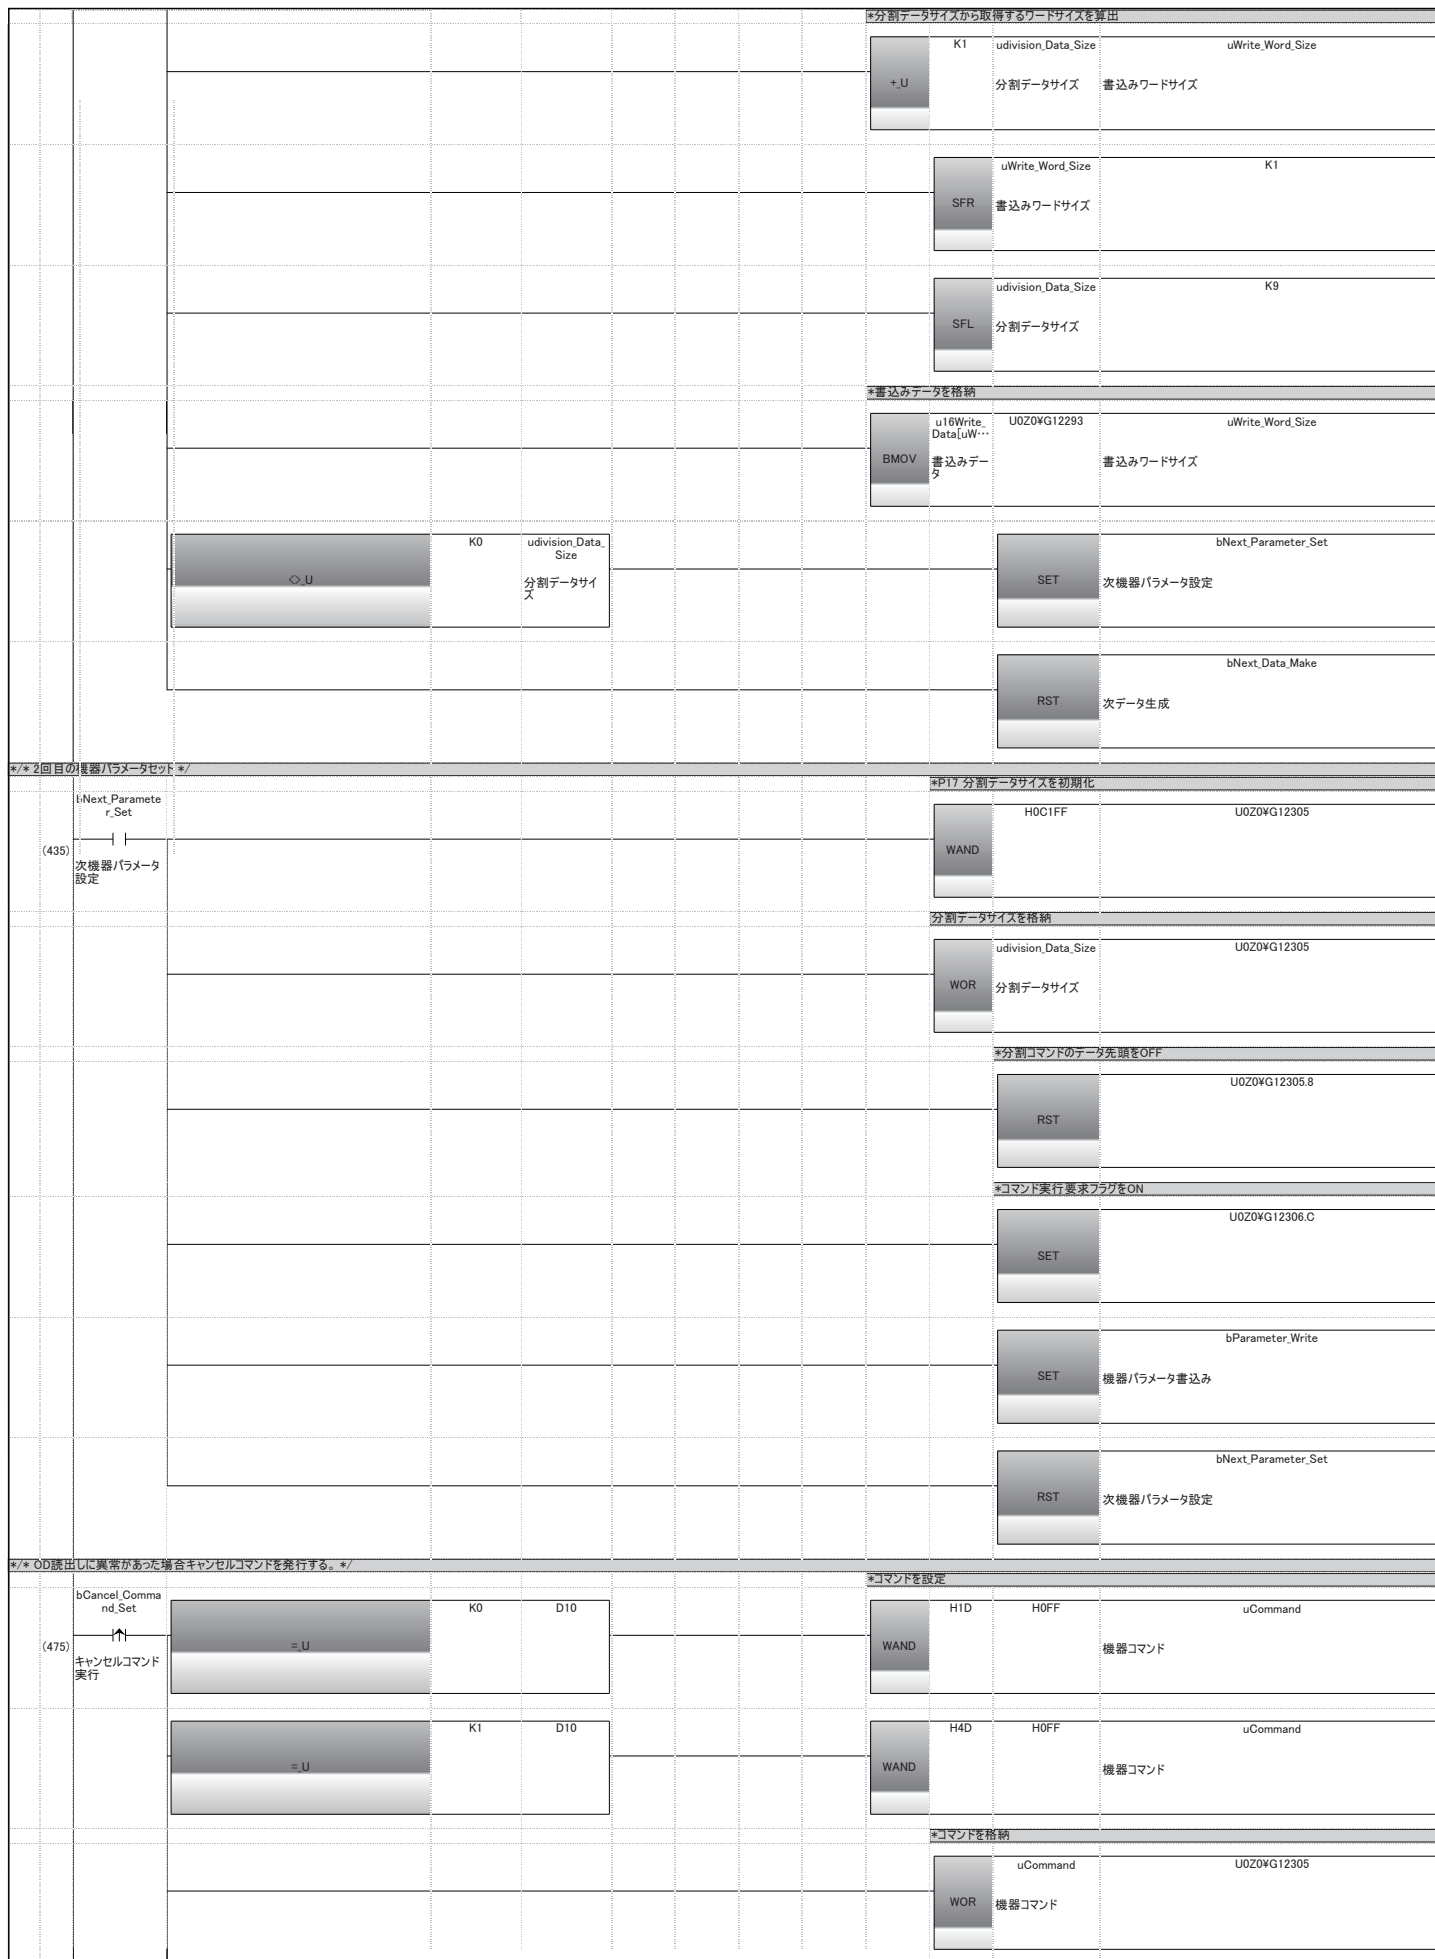 *分割データサイズから取得するワードサイズを算出
+_U K1 udivision_Data_Size uWrite_Word_Size
分割データサイズ 書込みワードサイズ
uWrite_Word_Size K1
SFR 書込みワードサイズ
udivision_Data_Size K9
SFL 分割データサイズ
*書込みデータを格納
u16Write_
Data[uW… U0Z0¥G12293 uWrite_Word_Size
BMOV 書込みデー
タ 書込みワードサイズ
<>_U K0 udivision_Data_
Size
分割データサイ
ズ
bNext_Parameter_Set
SET 次機器パラメータ設定
bNext_Data_Make
RST 次データ生成
*/* 2回目の機器パラメータセット */
*P17 分割データサイズを初期化
bNext_Paramete
r_Set
(435)
次機器パラメータ
設定
H0C1FF U0Z0¥G12305
WAND
分割データサイズを格納
udivision_Data_Size U0Z0¥G12305
WOR 分割データサイズ
*分割コマンドのデータ先頭をOFF
U0Z0¥G12305.8
RST
*コマンド実行要求フラグをON
U0Z0¥G12306.C
SET
bParameter_Write
SET 機器パラメータ書込み
bNext_Parameter_Set
RST 次機器パラメータ設定
*/* OD読出しに異常があった場合キャンセルコマンドを発行する。 */
*コマンドを設定
bCancel_Comma
nd_Set
(475)
キャンセルコマンド
実行
=_U K0 D10
H1D H0FF uCommand
WAND 機器コマンド
=_U K1 D10
H4D H0FF uCommand
WAND 機器コマンド
*コマンドを格納
uCommand U0Z0¥G12305
WOR 機器コマンド